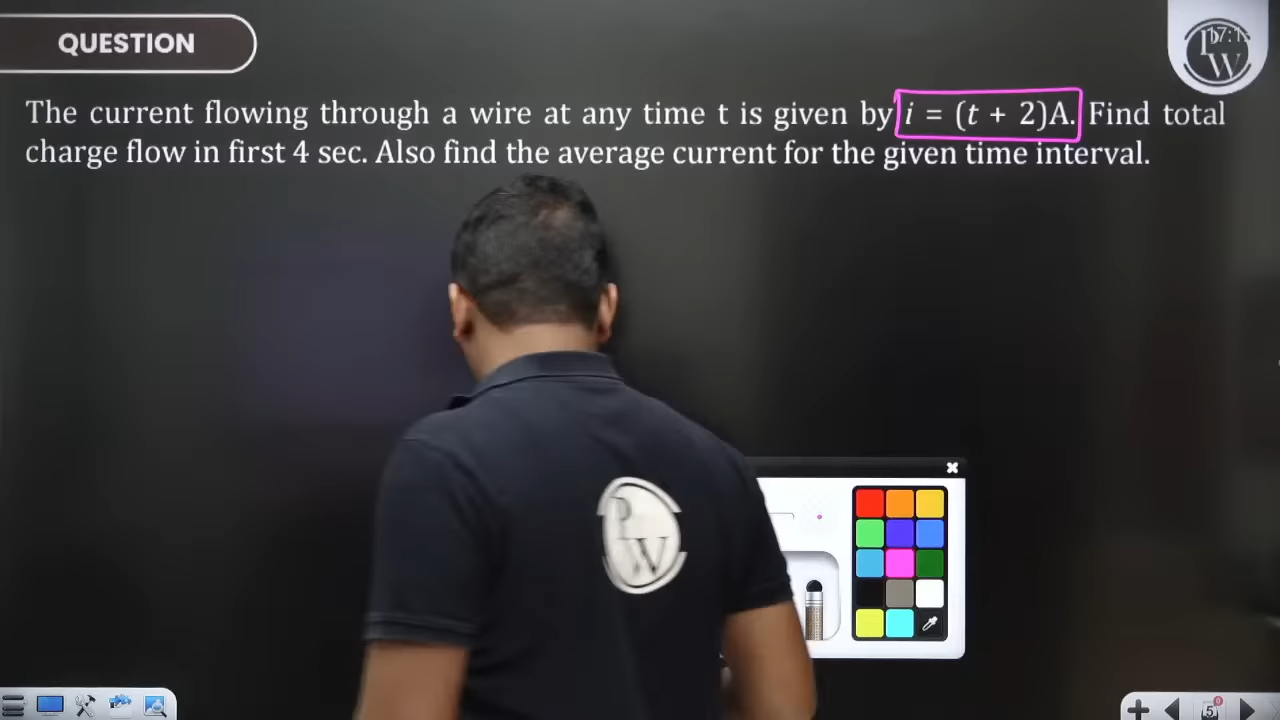 QUESTION
The current flowing through a wire at any time t is given by i = (t + 2)A. Find total
charge flow in first 4 sec. Also find the average current for the given time interval.
P
W
5